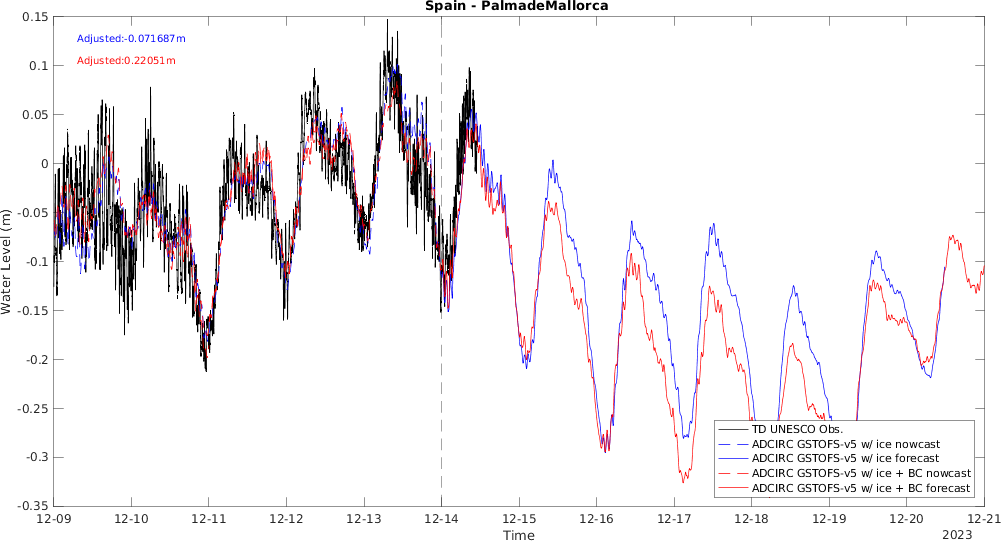 Spain - PalmadeMallorca
Adjusted:-0.071687m
Adjusted:0.22051m
0.15
0.1
0.05
0
-0.05
-0.1
-0.15
-0.2
-0.25
-0.3
-0.35
Water Level (m)
TD UNESCO Obs.
ADCIRC GSTOFS-v5 w/ ice nowcast
ADCIRC GSTOFS-v5 w/ ice forecast
ADCIRC GSTOFS-v5 w/ ice + BC nowcast
ADCIRC GSTOFS-v5 w/ ice + BC forecast
12-09 12-10 12-11 12-12 12-13 12-14 12-15 12-16 12-17 12-18 12-19 12-20 12-21
Time
2023